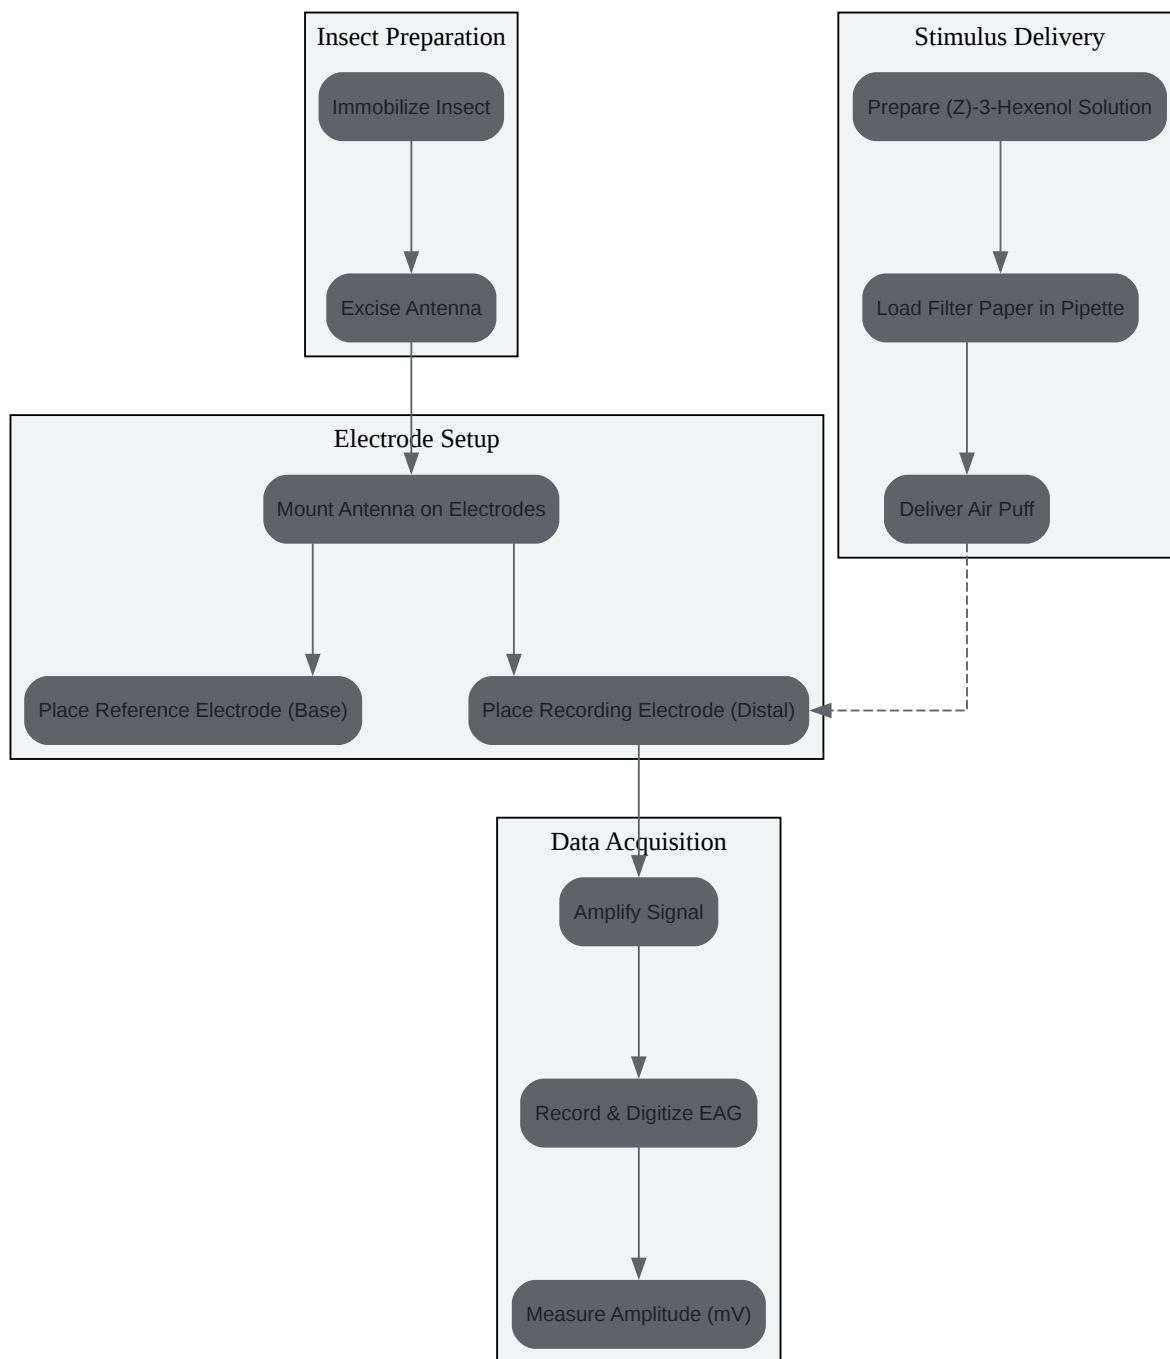 Insect Preparation
Immobilize Insect
Excise Antenna
Stimulus Delivery
Prepare (Z)-3-Hexenol Solution
Load Filter Paper in Pipette
Deliver Air Puff
Electrode Setup
Mount Antenna on Electrodes
Place Reference Electrode (Base)
Place Recording Electrode (Distal)
Data Acquisition
Amplify Signal
Record & Digitize EAG
Measure Amplitude (mV)